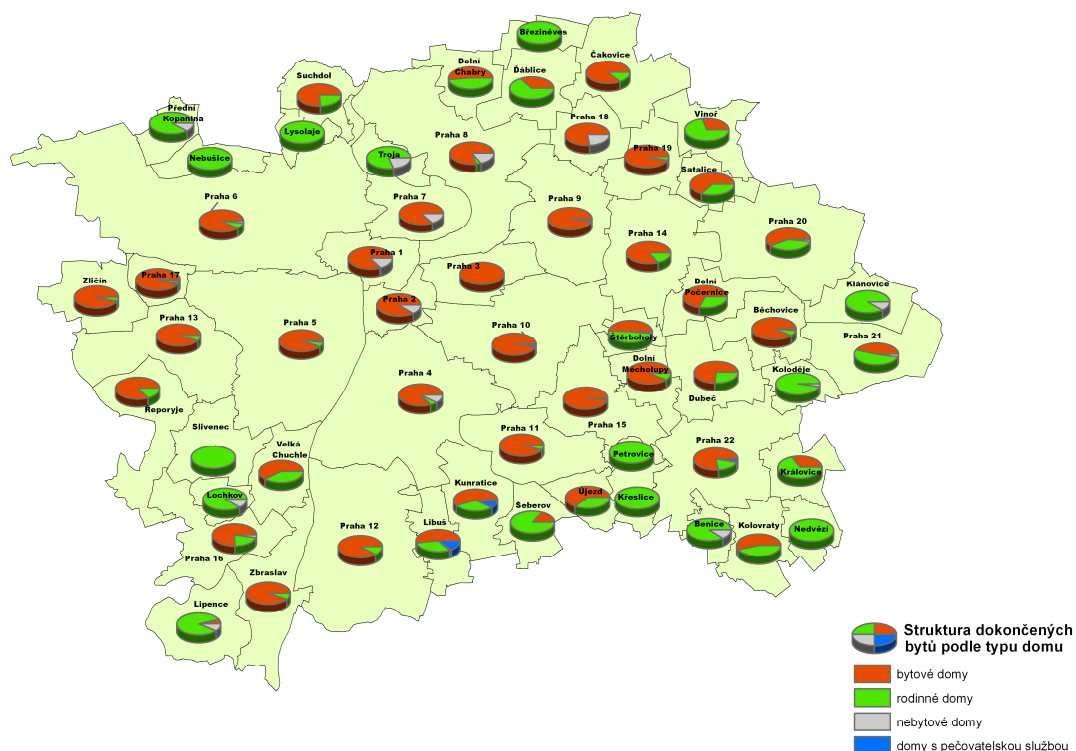 Březiněves
Dolní
Chabry
Ďáblice
Čakovice
Suchdol
Přední
Kopanina
Lysolaje
Nebušice
Troja
Praha 8
Praha 18
Vinoř
Praha 19
Satalice
Praha 6
Praha 7
Praha 9
Praha 20
Praha 14
Praha 1
Praha 3
Praha 17
Zličín
Praha 2
Dolní
Počernice
Klánovice
Praha 13
Praha 5
Praha 10
Běchovice
Štěrboholy
Praha 21
Dolní
Měcholupy
Praha 4
Koloděje
Dubeč
Řeporyje
Slivenec
Praha 15
Praha 11
Velká
Chuchle
Petrovice
Praha 22
Královice
Lochkov
Kunratice
Újezd
Křeslice
Šeberov
Libuš
Praha 12
Benice
Kolovraty
Nedvězí
Praha 16
Zbraslav
Lipence
Struktura dokončených
bytů podle typu domu
bytové domy
rodinné domy
nebytové domy
domy s pečovatelskou službou